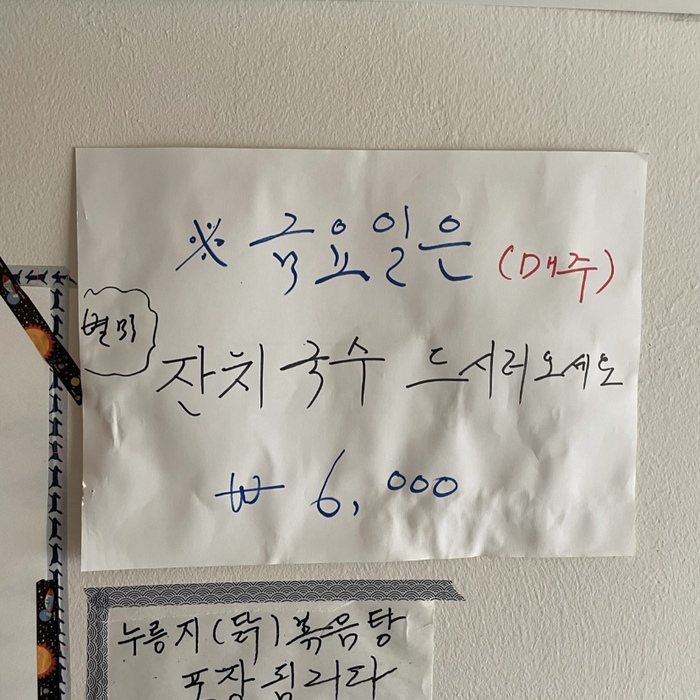 ※ 금요일은 (매주)
별미
잔치국수 드시러오세요
₩ 6,000
누릉지(닭)볶음탕
포장됩니다